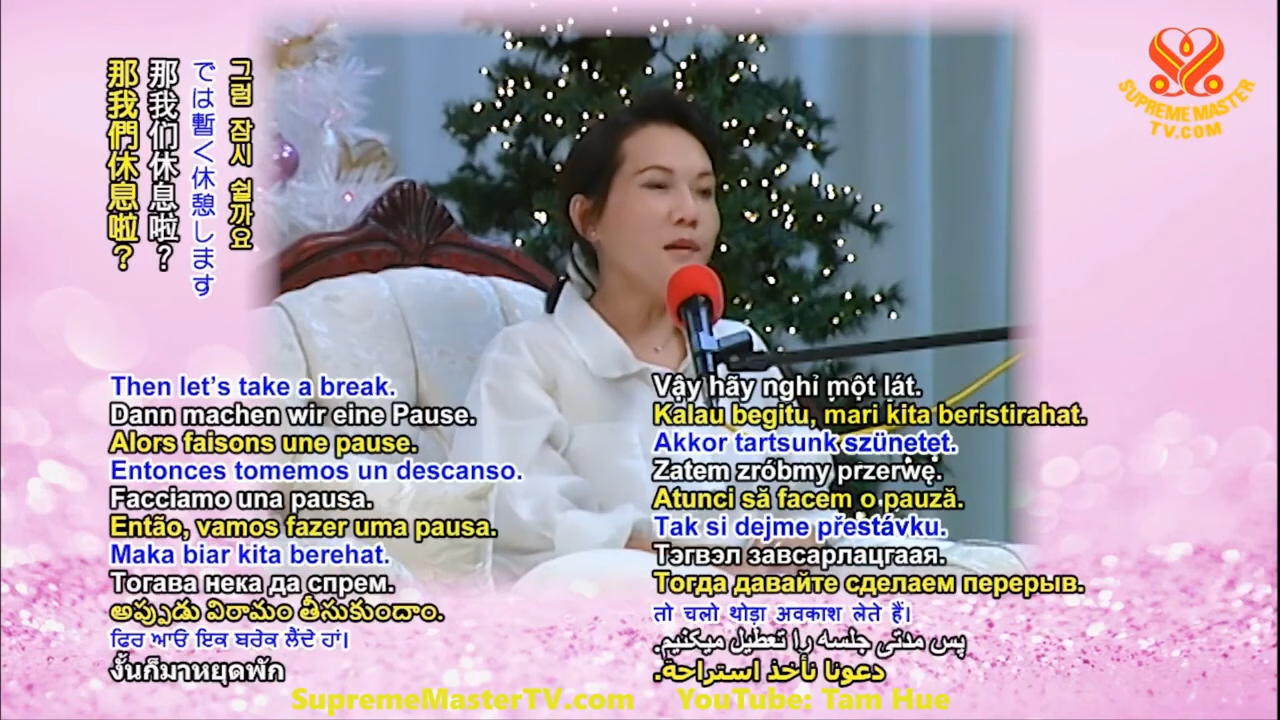 그럼 잠시 쉴까요
では暫く休憩します
那我们休息啦？
那我們休息啦？
SUPREME MASTER
TV.COM
Then let's take a break.
Dann machen wir eine Pause.
Alors faisons une pause.
Entonces tomemos un descanso.
Facciamo una pausa.
Então, vamos fazer uma pausa.
Maka biar kita berehat.
Тогава нека да спрем.
అప్పుడు విరామం తీసుకుందాం.
ਫਿਰ ਆਓ ਇਕ ਬਰੇਕ ਲੈਂਦੇ ਹਾਂ।
งั้นก็มาหยุดพัก
Vậy hãy nghỉ một lát.
Kalau begitu, mari kita beristirahat.
Akkor tartsunk szünetet.
Zatem zróbmy przerwę.
Atunci să facem o pauză.
Tak si dejme přestávku.
Тэгвэл завсарлацгаая.
Тогда давайте сделаем перерыв.
तो चलो थोड़ा अवकाश लेते हैं।
پس مدتی جلسه را تعطیل میکنیم.
دعونا نأخذ استراحة.
SupremeMasterTV.com YouTube: Tam Hue